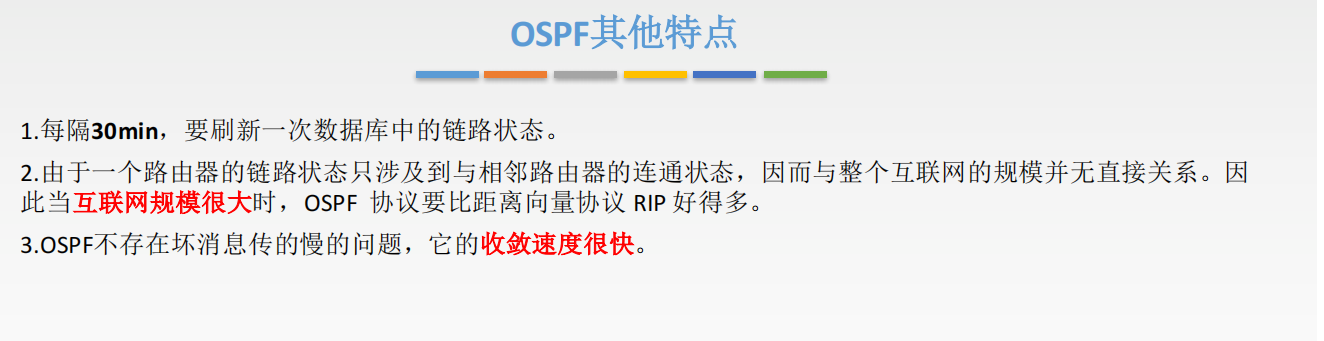 OSPF其他特点
1.每隔30min，要刷新一次数据库中的链路状态。
2.由于一个路由器的链路状态只涉及到与相邻路由器的连通状态，因而与整个互联网的规模并无直接关系。因
此当互联网规模很大时，OSPF 协议要比距离向量协议 RIP 好得多。
3.OSPF不存在坏消息传的慢的问题，它的收敛速度很快。